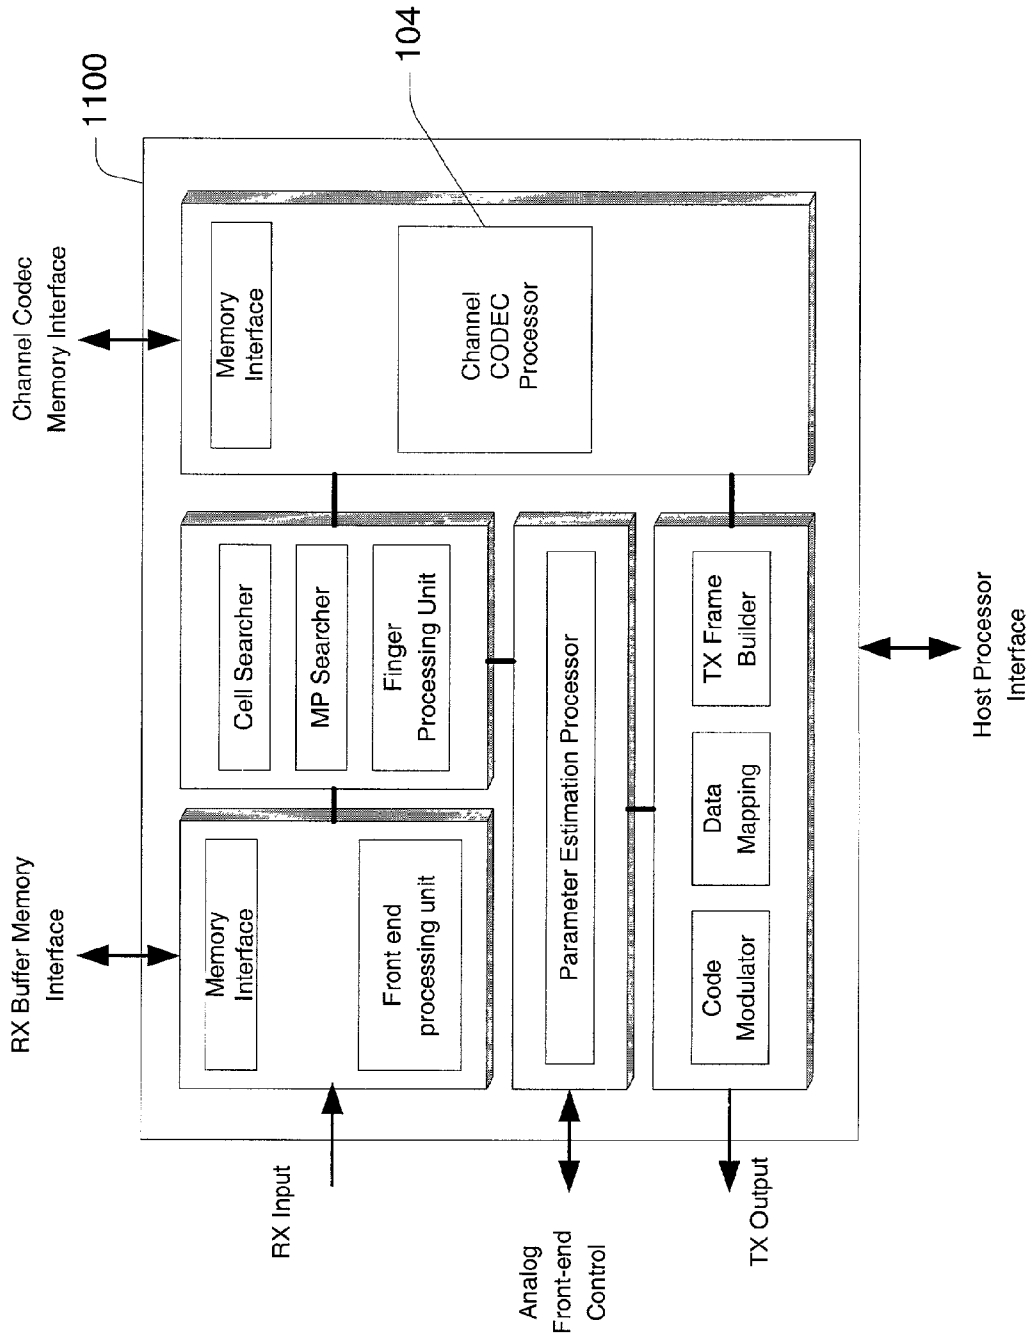 1100
104
Channel Codec
Memory Interface
RX Buffer Memory
Interface
Memory
Interface
Channel
CODEC
Processor
Cell Searcher
MP Searcher
Finger
Processing Unit
Memory
Interface
Front end
processing unit
Parameter Estimation Processor
TX Frame
Builder
Data
Mapping
Code
Modulator
RX Input
Analog
Front-end
Control
TX Output
Host Processor
Interface